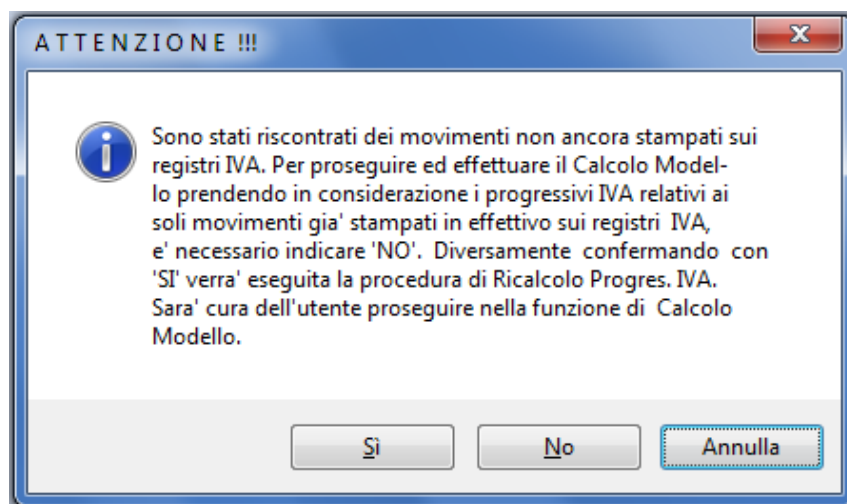 A T T E N Z I O N E !!!
x
i
Sono stati riscontrati dei movimenti non ancora stampati sui
registri IVA. Per proseguire ed effettuare il Calcolo Model-
lo prendendo in considerazione i progressivi IVA relativi ai
soli movimenti gia' stampati in effettivo sui registri IVA,
e' necessario indicare 'NO'. Diversamente confermando con
'SI' verra' eseguita la procedura di Ricalcolo Progres. IVA.
Sara' cura dell'utente proseguire nella funzione di Calcolo
Modello.
Sì
No
Annulla